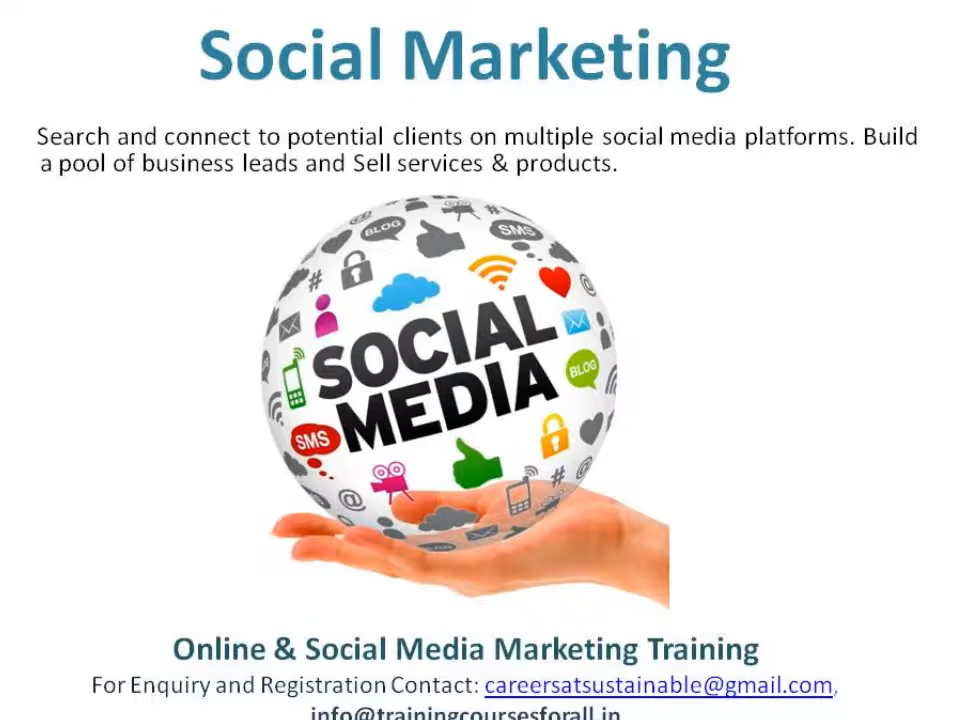 Social Marketing
Search and connect to potential clients on multiple social media platforms. Build
a pool of business leads and Sell services & products.
BLOG
SMS
#
@
#
@
SOCIAL
MEDIA
BLOG
SMS
@
#
@
Online & Social Media Marketing Training
For Enquiry and Registration Contact: careersatsustainable@gmail.com,
info@trainingcoursesforall.in